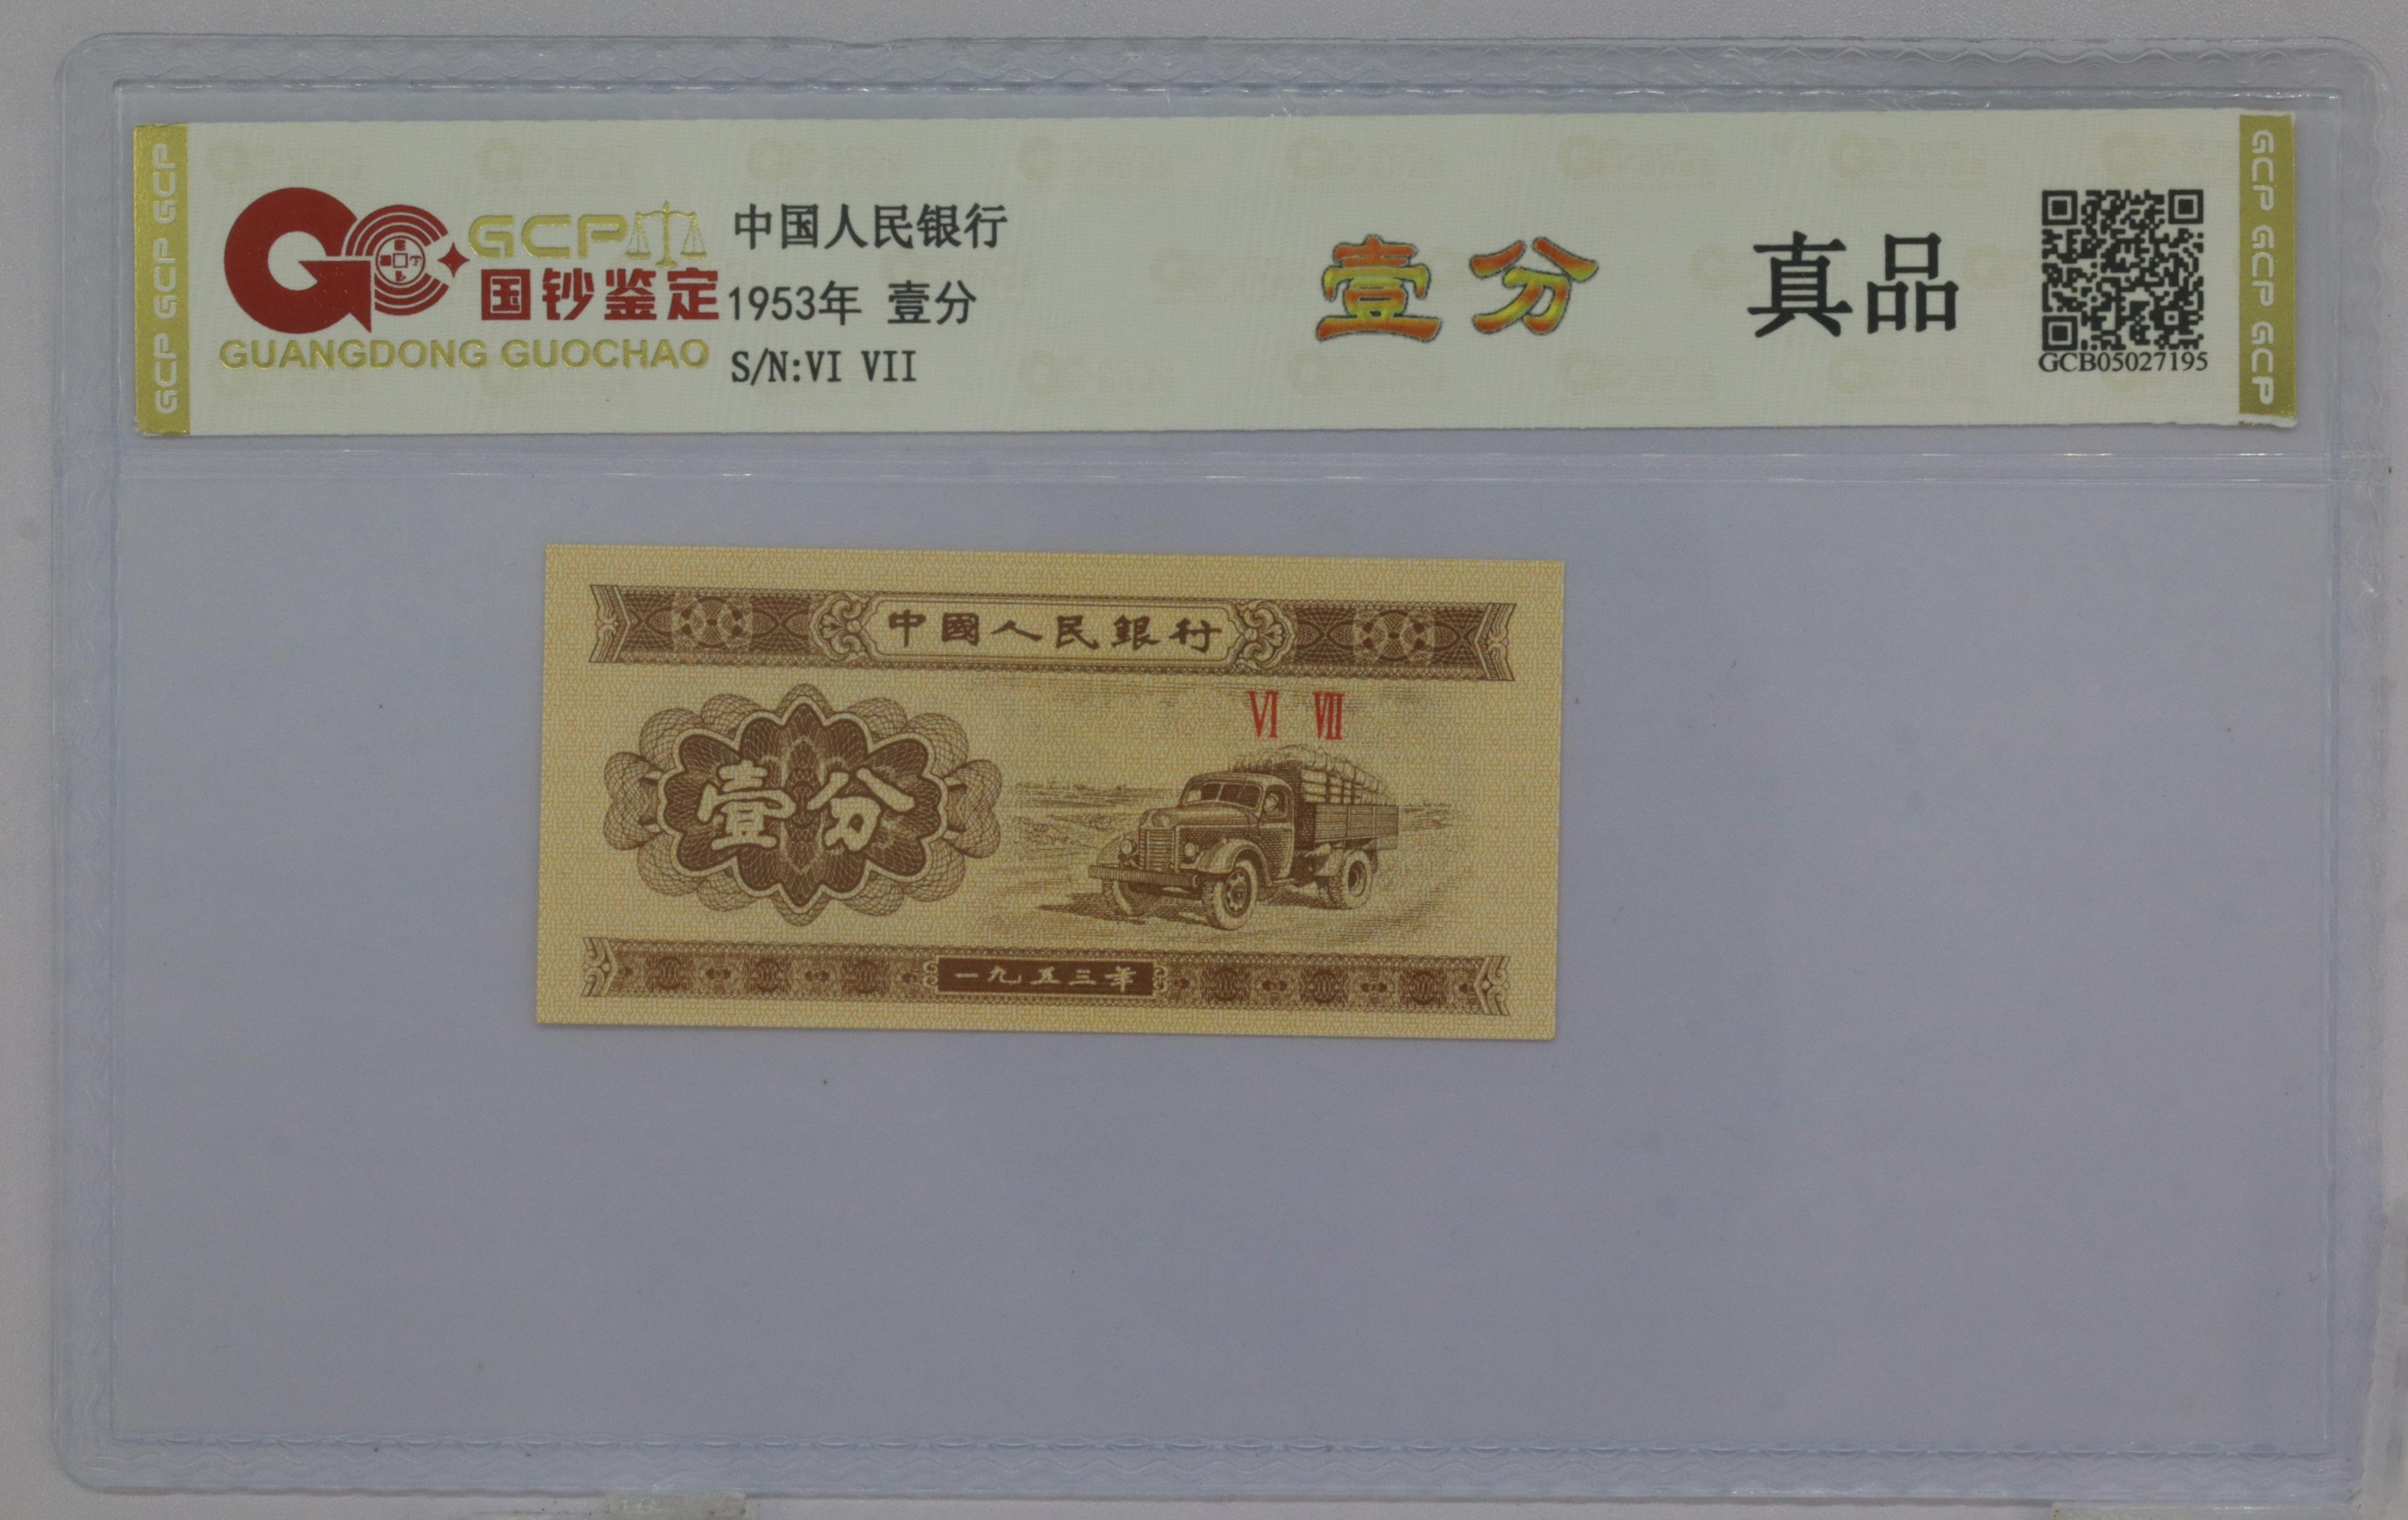 GCP GCP GCP
GCP
国钞鉴定
GUANGDONG GUOCHAO
中国人民银行
1953年 壹分
S/N:VI VII
壹分
真品
GCB05027195
GCP GCP GCP
中國人民銀行
VI VII
壹分
一九五三年